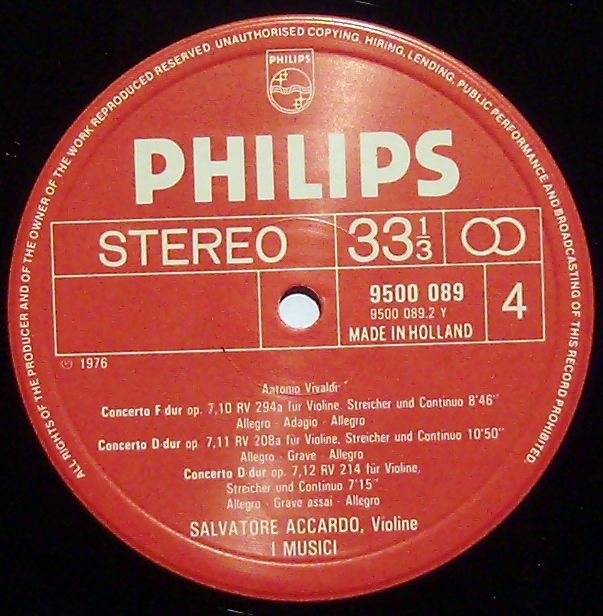 ALL RIGHTS OF THE PRODUCER AND OF THE OWNER OF THE WORK REPRODUCED RESERVED. UNAUTHORISED COPYING, HIRING, LENDING, PUBLIC PERFORMANCE AND BROADCASTING OF THIS RECORD PROHIBITED.
PHILIPS
PHILIPS
STEREO
33 1/3
9500 089
9500 089.2 Y
MADE IN HOLLAND
4
℗ 1976
Antonio Vivaldi
Concerto F-dur op. 7,10 RV 294a für Violine, Streicher und Continuo 8'46"
Allegro - Adagio - Allegro
Concerto D-dur op. 7,11 RV 208a für Violine, Streicher und Continuo 10'50"
Allegro - Grave - Allegro
Concerto D-dur op. 7,12 RV 214 für Violine,
Streicher und Continuo 7'15"
Allegro - Grave assai - Allegro
SALVATORE ACCARDO, Violine
I MUSICI